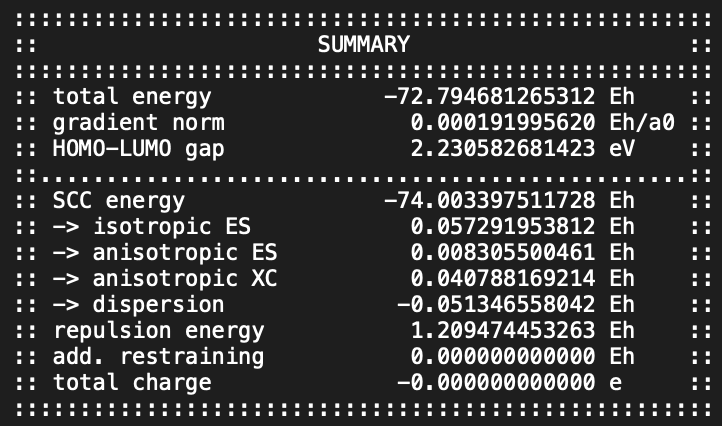 :::::::::::::::::::::::::::::::::::::::::::::::::::::
::                     SUMMARY                     ::
:::::::::::::::::::::::::::::::::::::::::::::::::::::
:: total energy             -72.794681265312 Eh    ::
:: gradient norm              0.000191995620 Eh/a0 ::
:: HOMO-LUMO gap              2.230582681423 eV    ::
::.................................................::
:: SCC energy               -74.003397511728 Eh    ::
:: -> isotropic ES            0.057291953812 Eh    ::
:: -> anisotropic ES          0.008305500461 Eh    ::
:: -> anisotropic XC          0.040788169214 Eh    ::
:: -> dispersion             -0.051346558042 Eh    ::
:: repulsion energy           1.209474453263 Eh    ::
:: add. restraining           0.000000000000 Eh    ::
:: total charge              -0.000000000000 e     ::
:::::::::::::::::::::::::::::::::::::::::::::::::::::